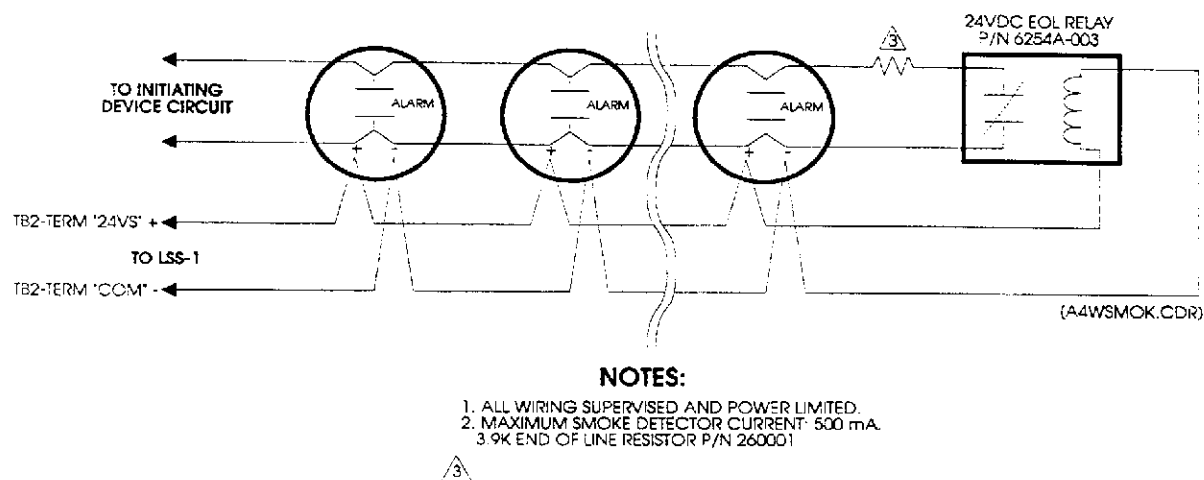 24VDC EOL RELAY
P/N 6254A-003
3
TO INITIATING
DEVICE CIRCUIT
ALARM
ALARM
ALARM
+ -
+ -
+ -
TB2-TERM "24VS" +
TO LSS-1
TB2-TERM "COM" -
(A4WSMOK.CDR)
NOTES:
1. ALL WIRING SUPERVISED AND POWER LIMITED.
2. MAXIMUM SMOKE DETECTOR CURRENT: 500 mA.
3.9K END OF LINE RESISTOR P/N 260001
3